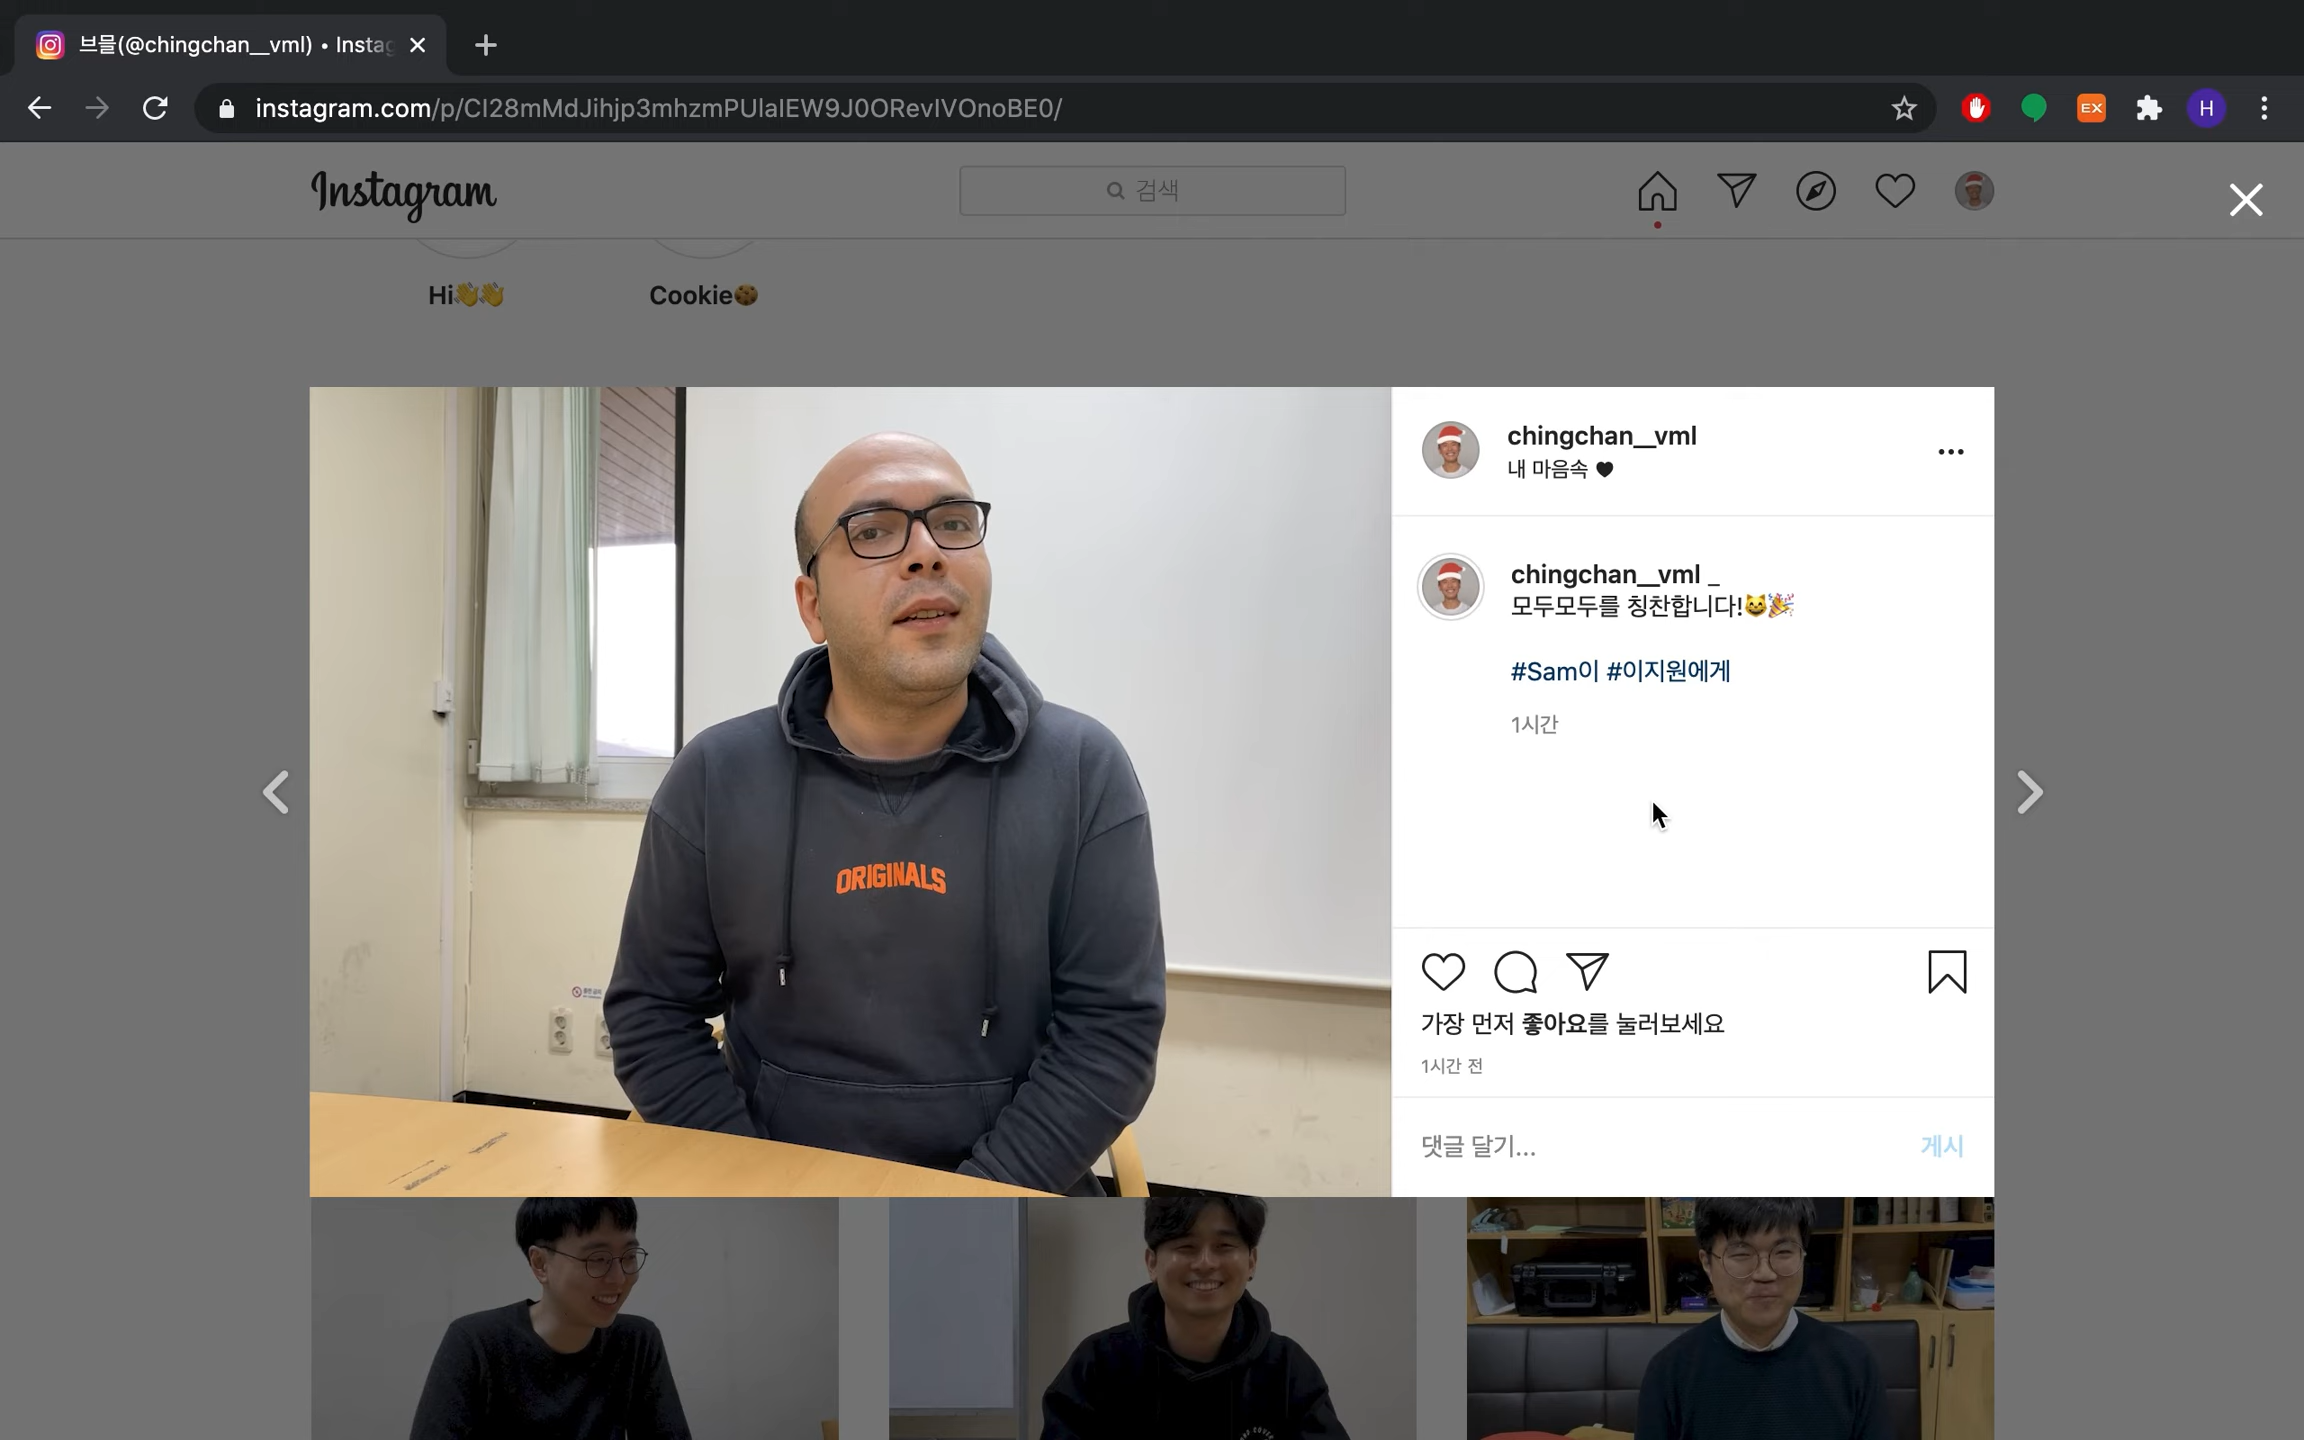 브믈(@chingchan__vml) • Instag
instagram.com/p/CI28mMdJihjp3mhzmPUlaIEW9J0ORevIVOnoBE0/
EX
H
Instagram
검색
Hi👋👋
Cookie🍪
chingchan__vml
내 마음속 🖤
chingchan__vml _
모두모두를 칭찬합니다!😺🎉
#Sam이 #이지원에게
1시간
ORIGINALS
가장 먼저 좋아요를 눌러보세요
1시간 전
댓글 달기...
게시